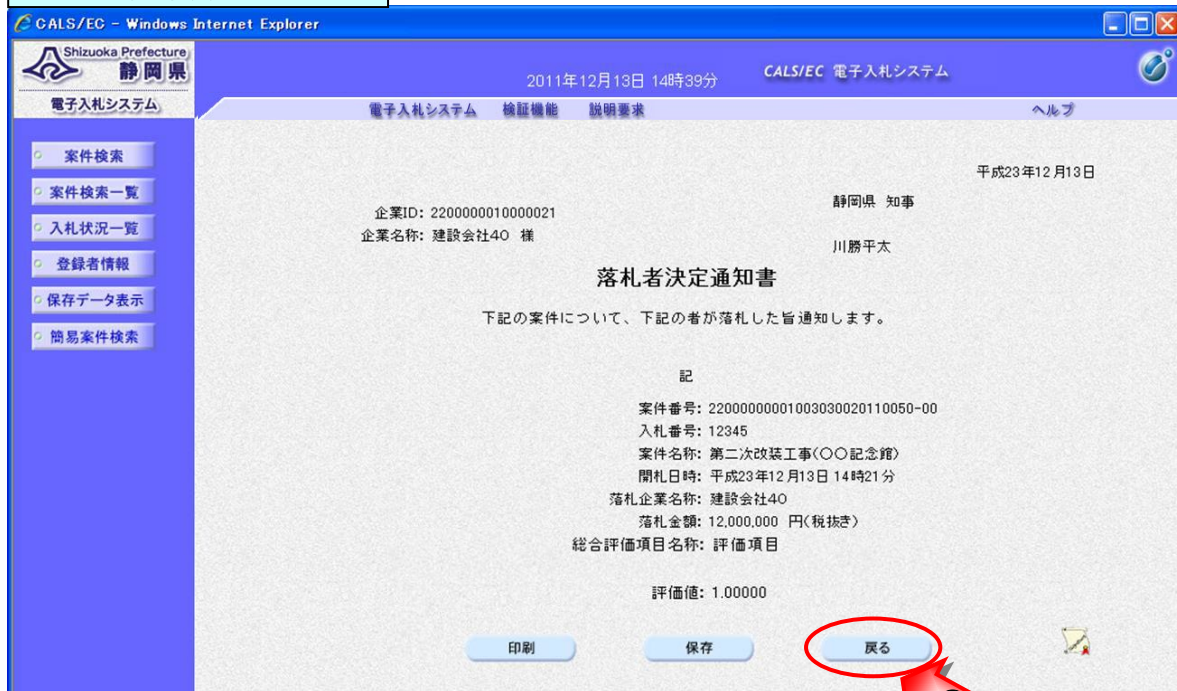 CALS/EC - Windows Internet Explorer
Shizuoka Prefecture
静岡県
2011年12月13日 14時39分
CALS/EC 電子入札システム
電子入札システム
電子入札システム 検証機能 説明要求 ヘルプ
案件検索
案件検索一覧
入札状況一覧
登録者情報
保存データ表示
簡易案件検索
平成23年12月13日
静岡県 知事
企業ID: 2200000010000021
企業名称: 建設会社40 様
川勝平太
落札者決定通知書
下記の案件について、下記の者が落札した旨通知します。
記
案件番号: 22000000001003030020110050-00
入札番号: 12345
案件名称: 第二次改装工事(〇〇記念館)
開札日時: 平成23年12月13日 14時21分
落札企業名称: 建設会社40
落札金額: 12,000,000 円(税抜き)
総合評価項目名称: 評価項目
評価値: 1.00000
印刷 保存 戻る